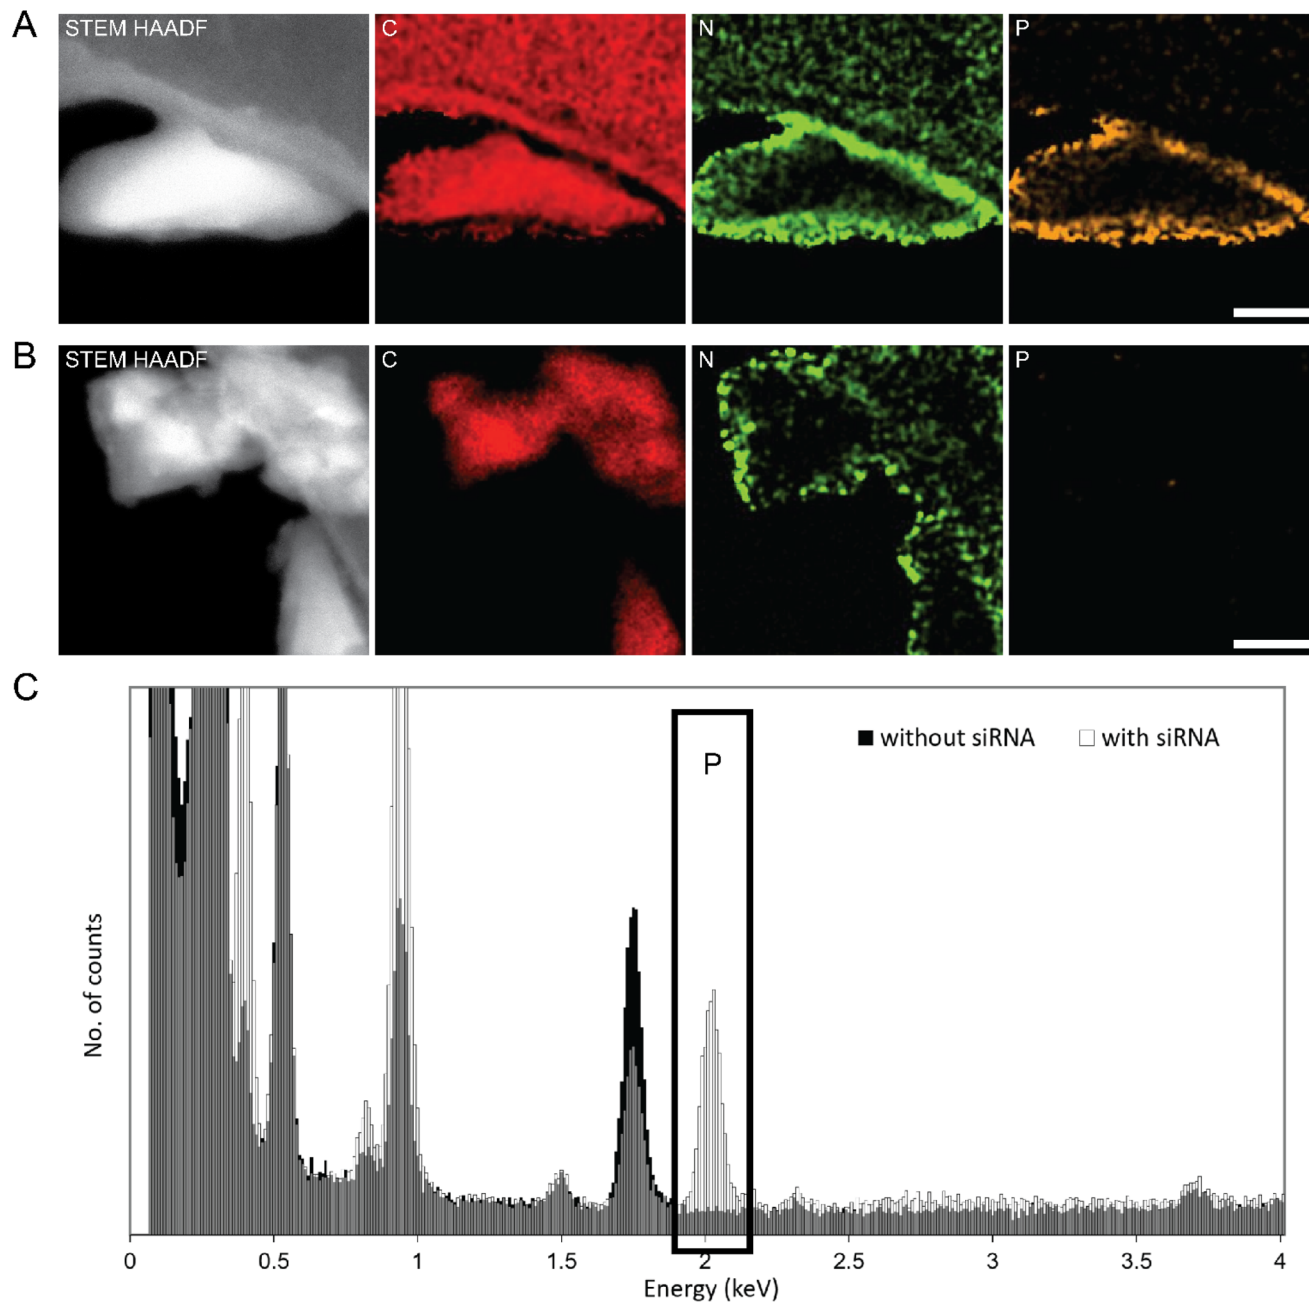 A
STEM HAADF
C
N
P
B
STEM HAADF
C
N
P
C
P
without siRNA
with siRNA
No. of counts
0
0.5
1
1.5
2
2.5
3
3.5
4
Energy (keV)